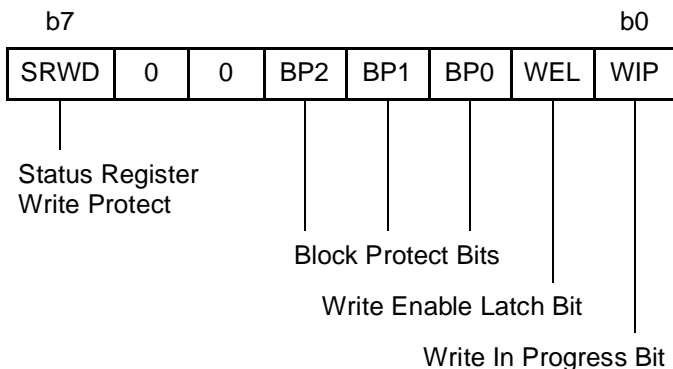 b7 b0
SRWD 0 0 BP2 BP1 BP0 WEL WIP
Status Register
Write Protect
Block Protect Bits
Write Enable Latch Bit
Write In Progress Bit